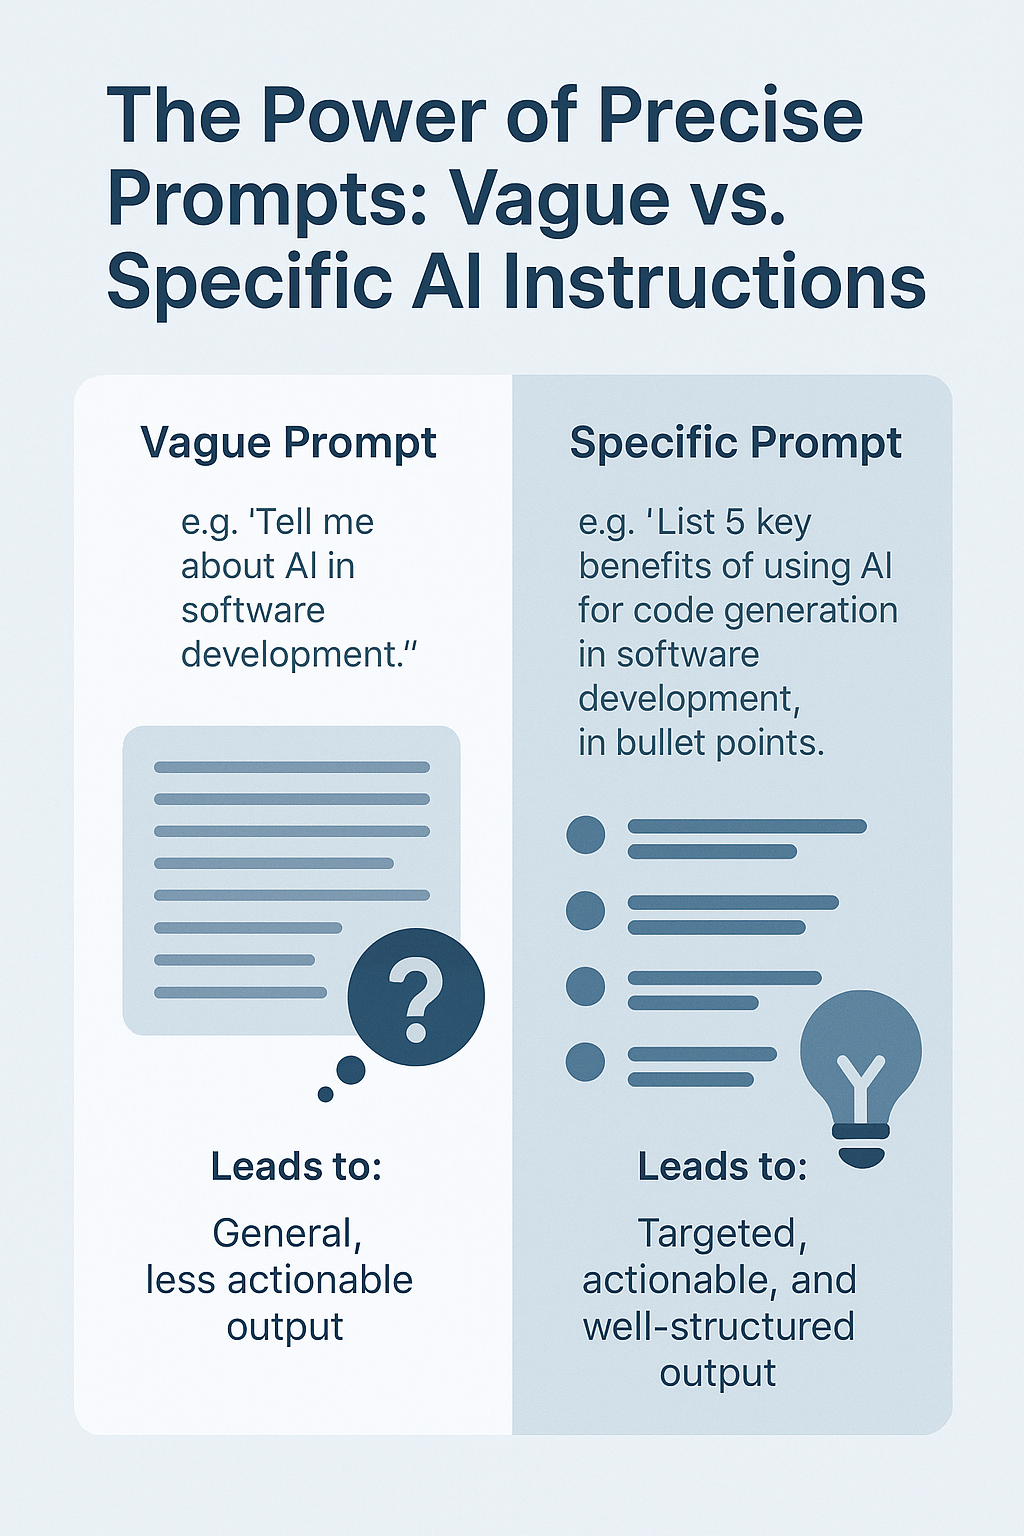 The Power of Precise
Prompts: Vague vs.
Specific AI Instructions
Vague Prompt
e.g. 'Tell me
about AI in
software
development.”
Leads to:
General,
less actionable
output
Specific Prompt
e.g. 'List 5 key
benefits of using AI
for code generation
in software
development,
in bullet points.
Leads to:
Targeted,
actionable, and
well-structured
output